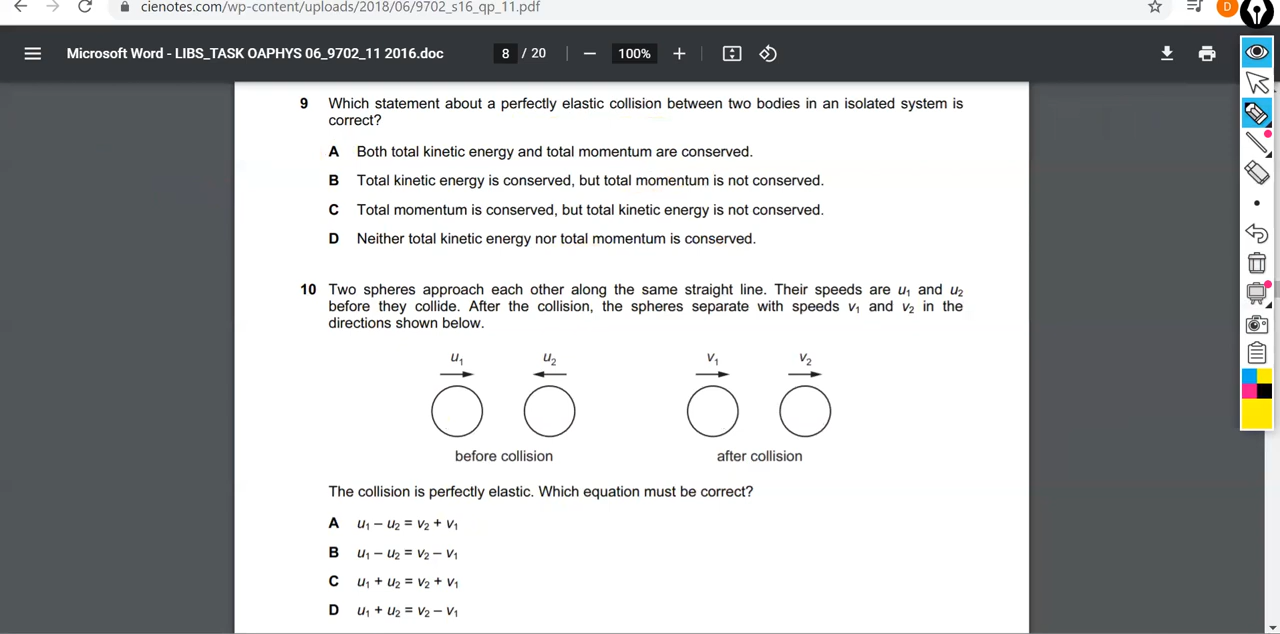 cienotes.com/wp-content/uploads/2018/06/9702_s16_qp_11.pdf
D
Microsoft Word - LIBS_TASK OAPHYS 06_9702_11 2016.doc
8 / 20
100%
9 Which statement about a perfectly elastic collision between two bodies in an isolated system is
correct?
A Both total kinetic energy and total momentum are conserved.
B Total kinetic energy is conserved, but total momentum is not conserved.
C Total momentum is conserved, but total kinetic energy is not conserved.
D Neither total kinetic energy nor total momentum is conserved.
10 Two spheres approach each other along the same straight line. Their speeds are u₁ and u₂
before they collide. After the collision, the spheres separate with speeds v₁ and v₂ in the
directions shown below.
u₁ u₂ v₁ v₂
before collision after collision
The collision is perfectly elastic. Which equation must be correct?
A u₁ – u₂ = v₂ + v₁
B u₁ – u₂ = v₂ – v₁
C u₁ + u₂ = v₂ + v₁
D u₁ + u₂ = v₂ – v₁